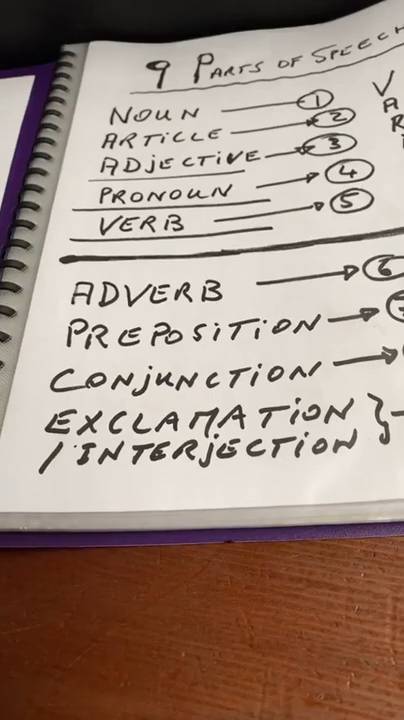 9 PARTS OF SPEECH
NOUN 1
ARTICLE 2
ADJECTIVE 3
PRONOUN 4
VERB 5
ADVERB 6
PREPOSITION
CONJUNCTION
EXCLAMATION }
/ INTERJECTION